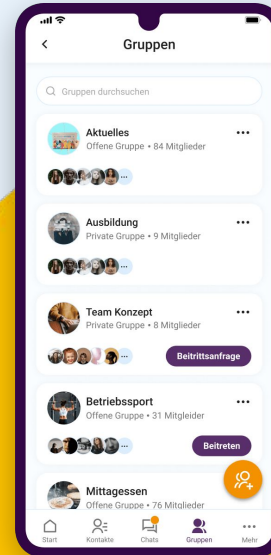 Gruppen
Gruppen durchsuchen
Aktuelles
Offene Gruppe • 84 Mitglieder
Ausbildung
Private Gruppe • 9 Mitglieder
Team Konzept
Private Gruppe • 8 Mitglieder
Beitrittsanfrage
Betriebssport
Offene Gruppe • 31 Mitgleider
Beitreten
Mittagessen
Offene Gruppe • 76 Mitglieder
Start
Kontakte
Chats
Gruppen
Mehr